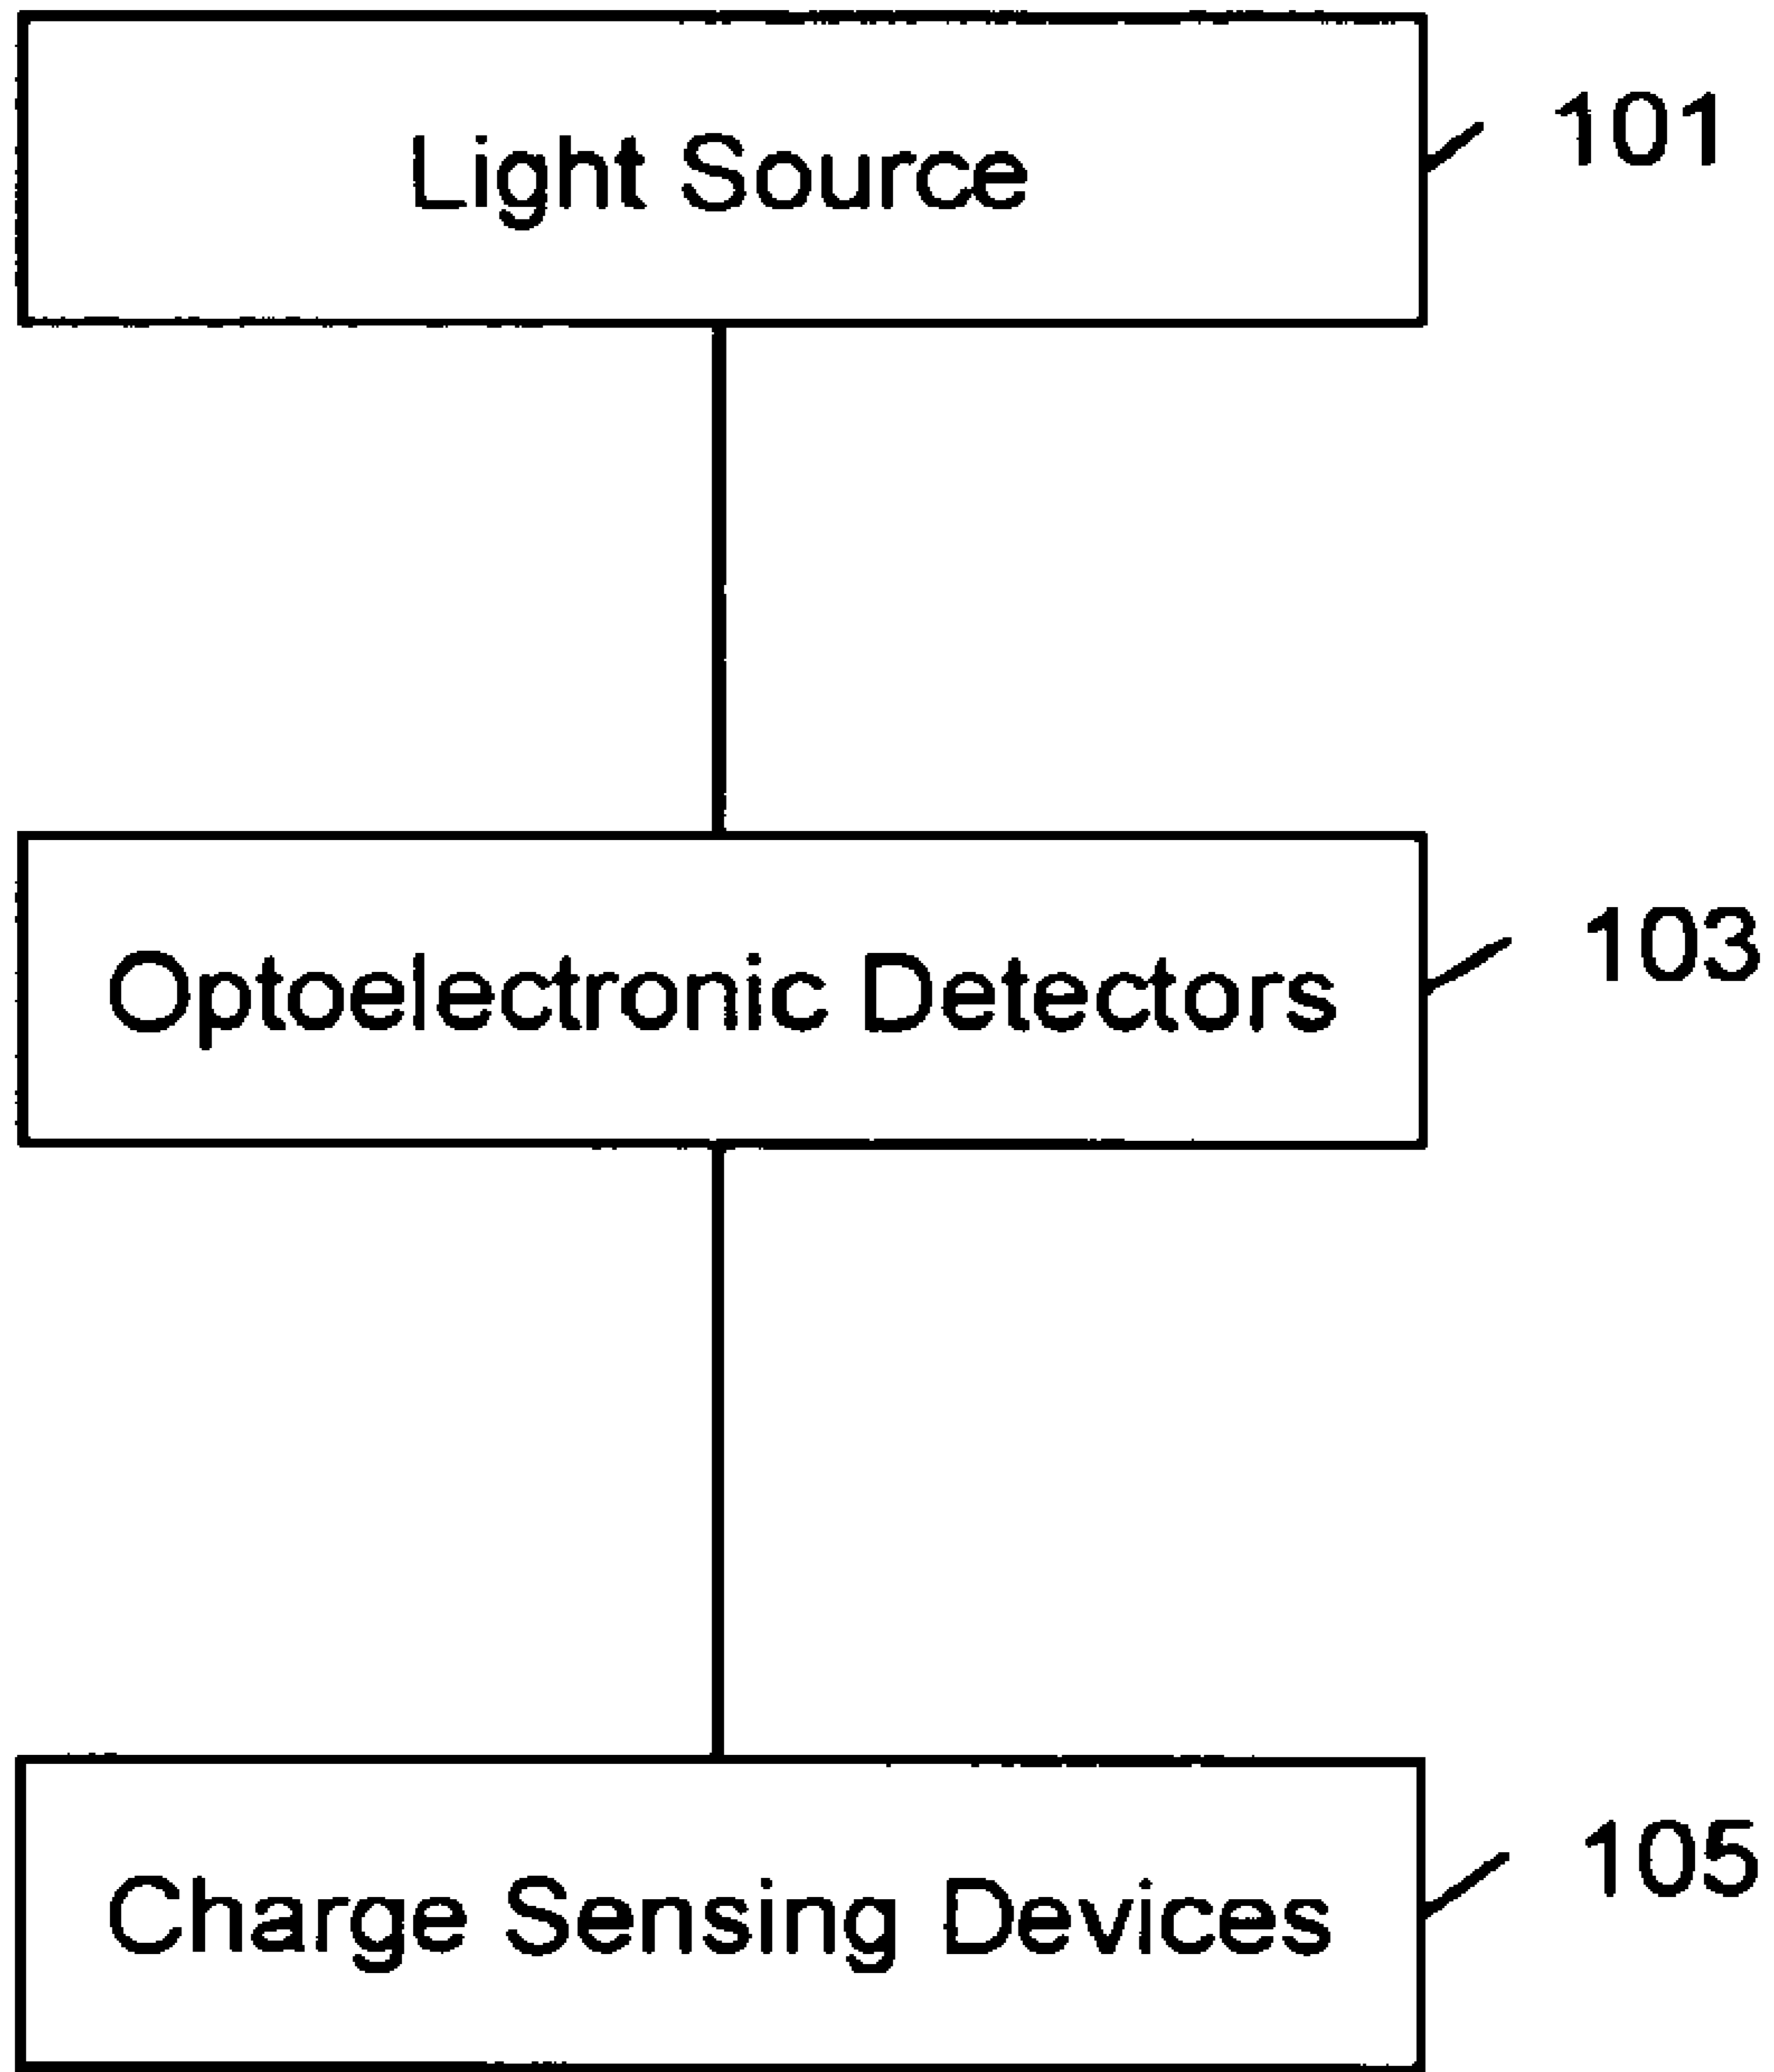 Light Source
101
Optoelectronic Detectors
103
Charge Sensing Devices
105